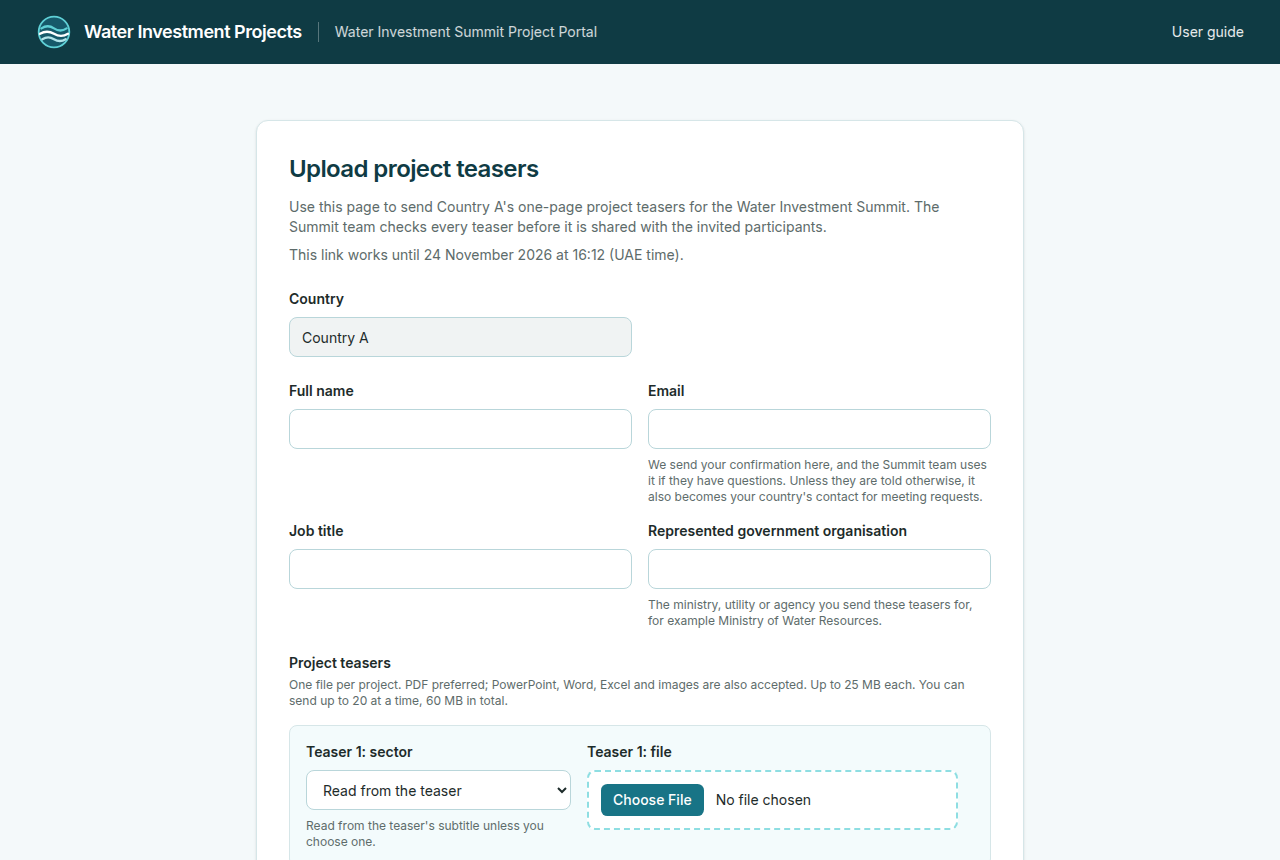 Water Investment Projects
Water Investment Summit Project Portal
User guide
Upload project teasers
Use this page to send Country A's one-page project teasers for the Water Investment Summit. The
Summit team checks every teaser before it is shared with the invited participants.
This link works until 24 November 2026 at 16:12 (UAE time).
Country
Country A
Full name
Email
We send your confirmation here, and the Summit team uses
it if they have questions. Unless they are told otherwise, it
also becomes your country's contact for meeting requests.
Job title
Represented government organisation
The ministry, utility or agency you send these teasers for,
for example Ministry of Water Resources.
Project teasers
One file per project. PDF preferred; PowerPoint, Word, Excel and images are also accepted. Up to 25 MB each. You can
send up to 20 at a time, 60 MB in total.
Teaser 1: sector
Teaser 1: file
Read from the teaser
Choose File
No file chosen
Read from the teaser's subtitle unless you
choose one.